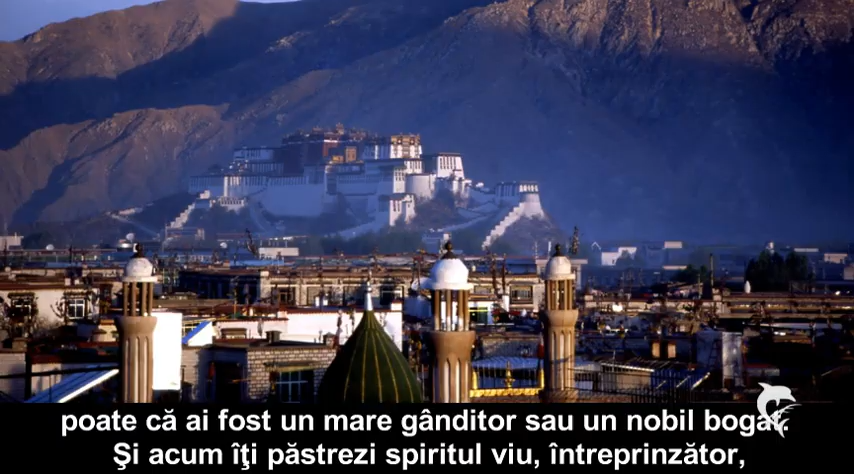 poate că ai fost un mare gânditor sau un nobil bogat.
Şi acum îţi păstrezi spiritul viu, întreprinzător,